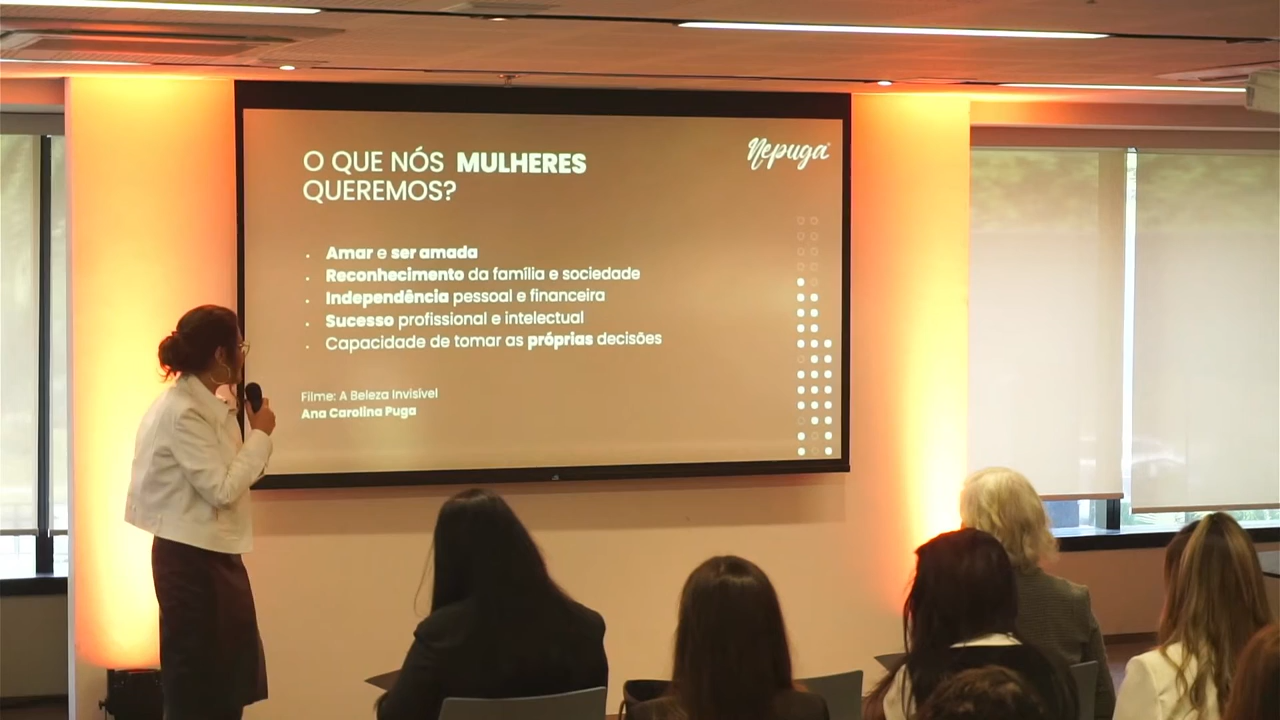 O QUE NÓS MULHERES
QUEREMOS?
Nepuga
• Amar e ser amada
• Reconhecimento da família e sociedade
• Independência pessoal e financeira
• Sucesso profissional e intelectual
• Capacidade de tomar as próprias decisões
Filme: A Beleza Invisível
Ana Carolina Puga